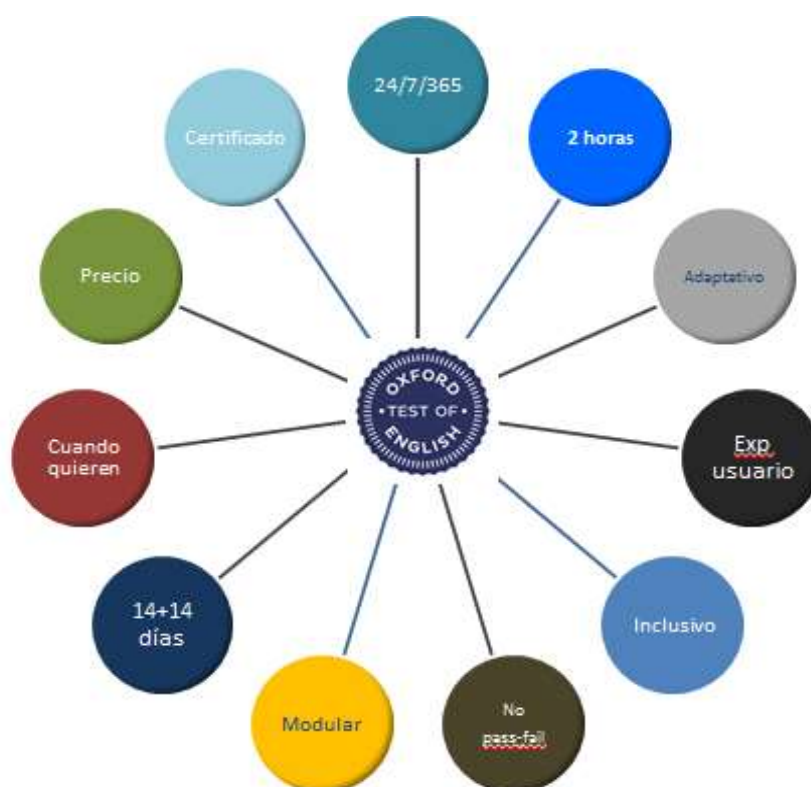 24/7/365
2 horas
Adaptativo
Exp
usuario
Inclusivo
No
pass-fail
Modular
14+14
días
Cuando
quieren
Precio
Certificado
OXFORD
• TEST OF •
ENGLISH